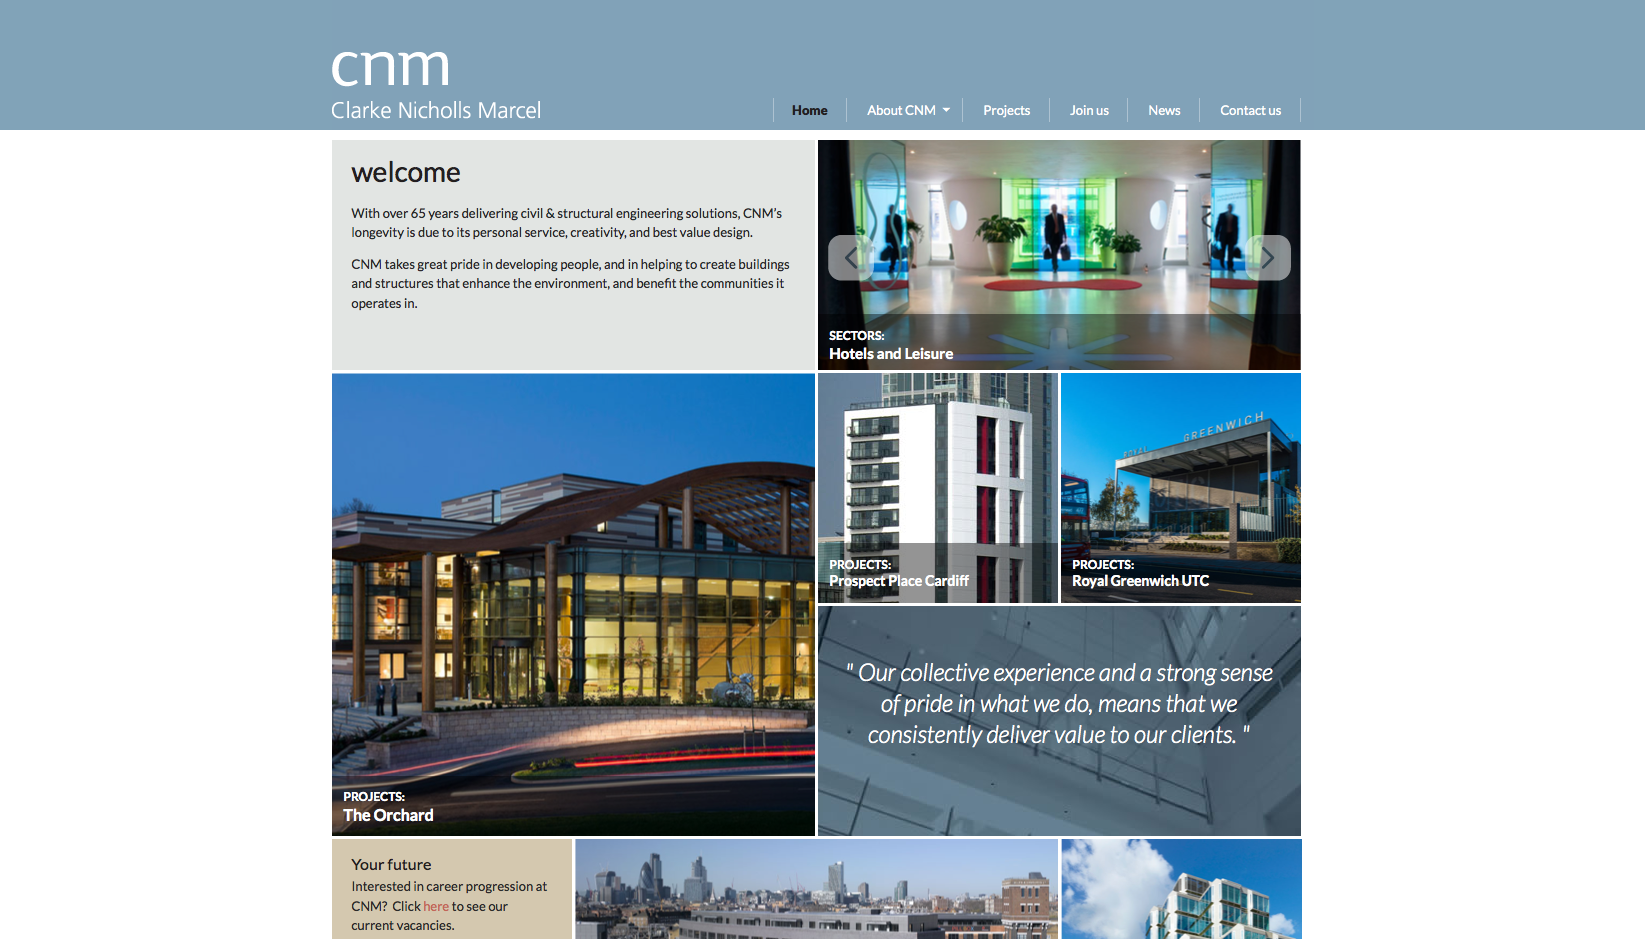 cnm
Clarke Nicholls Marcel
Home
About CNM
Projects
Join us
News
Contact us
welcome
With over 65 years delivering civil & structural engineering solutions, CNM's
longevity is due to its personal service, creativity, and best value design.
CNM takes great pride in developing people, and in helping to create buildings
and structures that enhance the environment, and benefit the communities it
operates in.
SECTORS:
Hotels and Leisure
PROJECTS:
The Orchard
PROJECTS:
Prospect Place Cardiff
ROYAL GREENWICH
PROJECTS:
Royal Greenwich UTC
" Our collective experience and a strong sense
of pride in what we do, means that we
consistently deliver value to our clients. "
Your future
Interested in career progression at
CNM? Click here to see our
current vacancies.